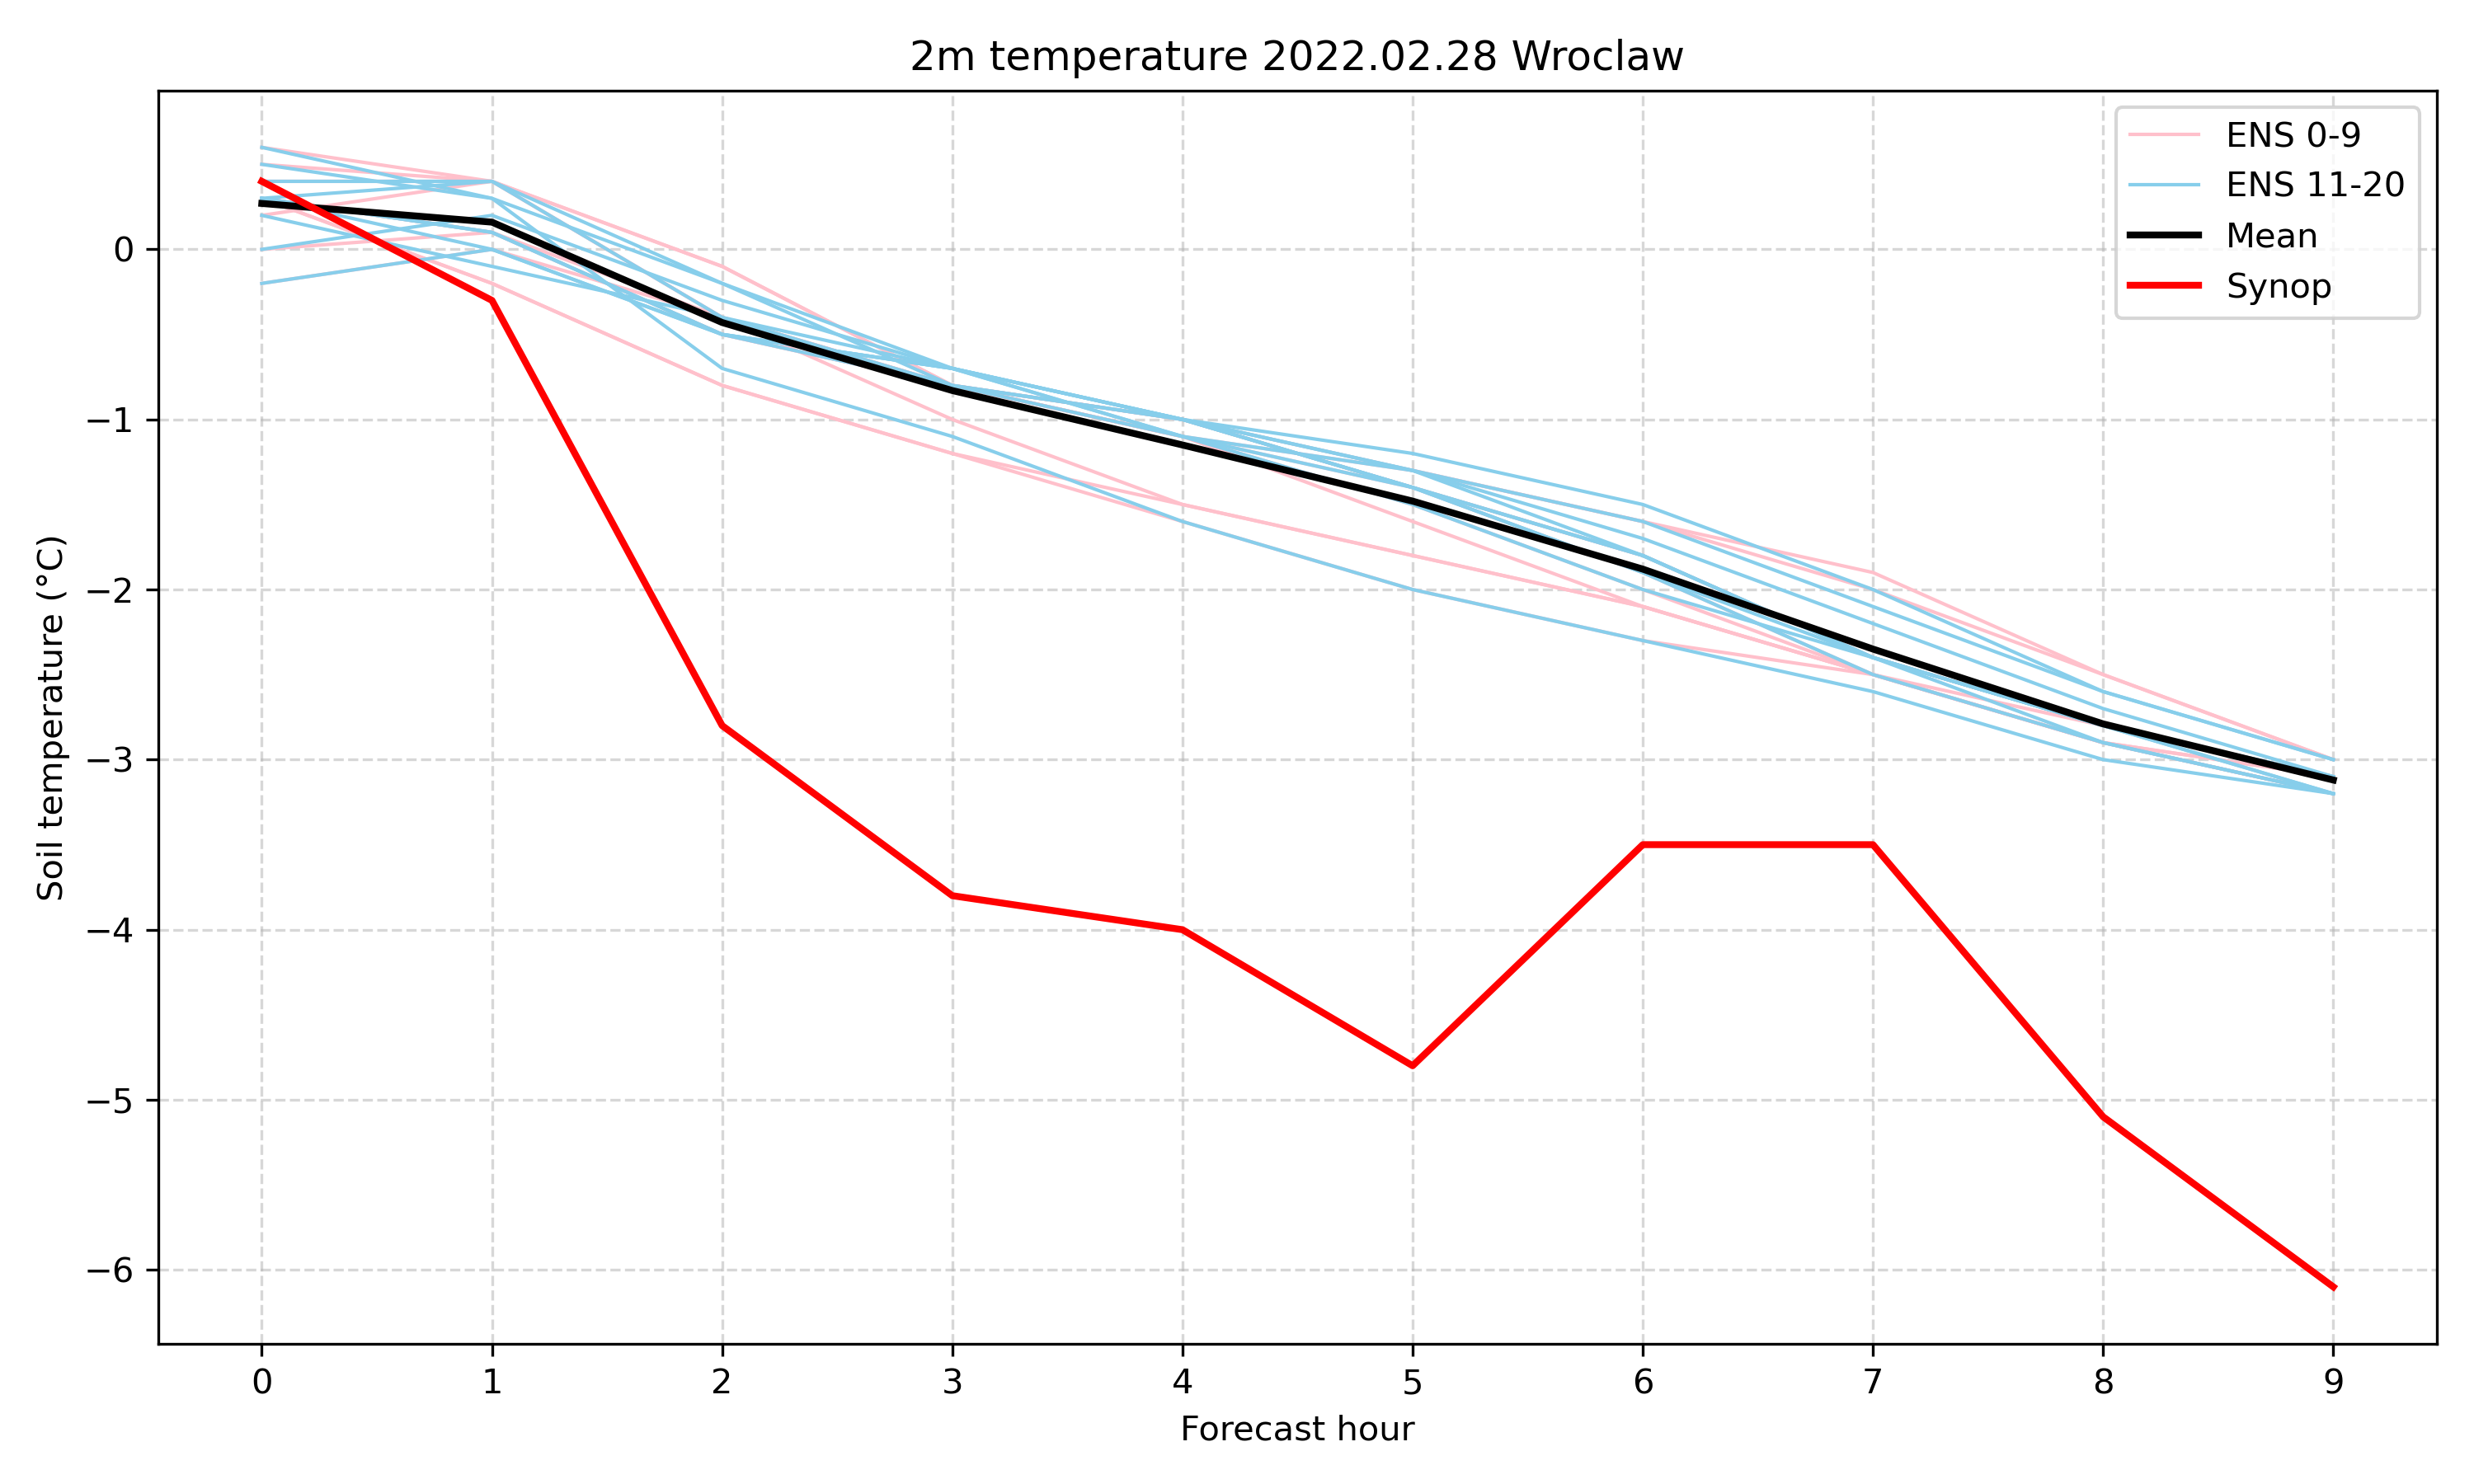 2m temperature 2022.02.28 Wroclaw
ENS 0-9
ENS 11-20
Mean
Synop
Soil temperature (°C)
0
−1
−2
−3
−4
−5
−6
0 1 2 3 4 5 6 7 8 9
Forecast hour